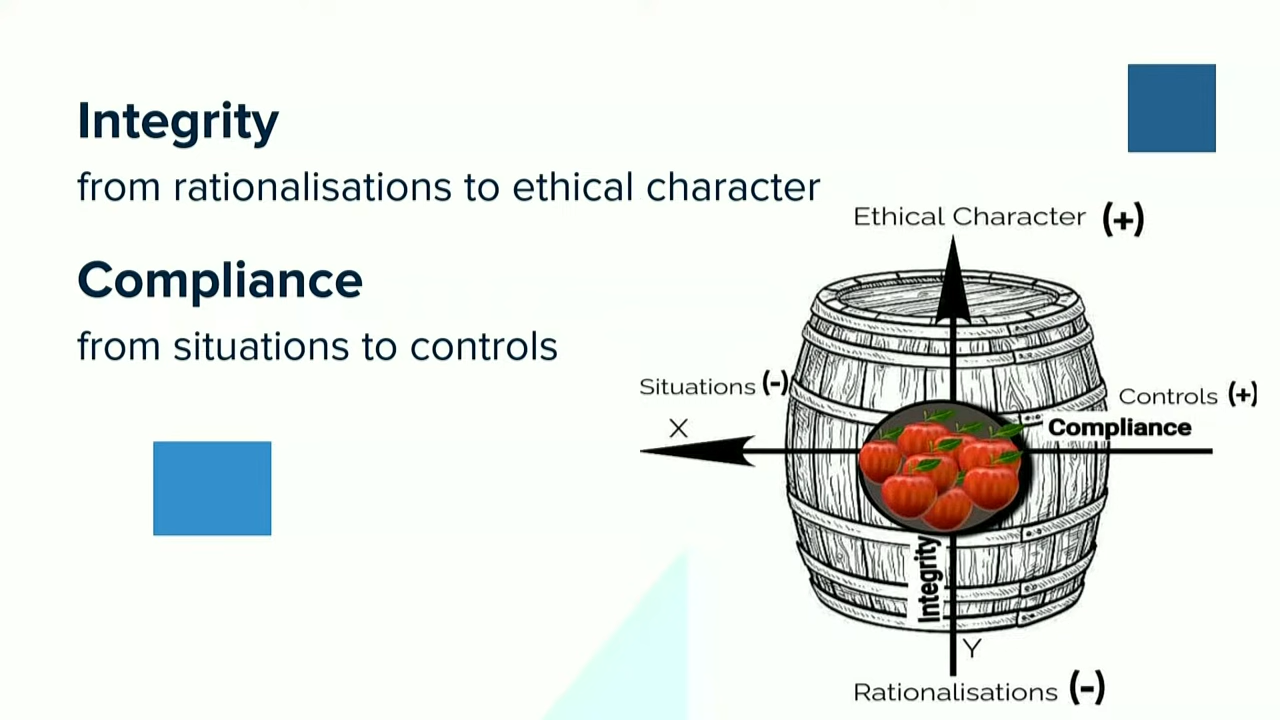 Integrity
from rationalisations to ethical character
Compliance
from situations to controls
Ethical Character (+)
Situations (-)
X
Controls (+)
Compliance
Integrity
Y
Rationalisations (-)